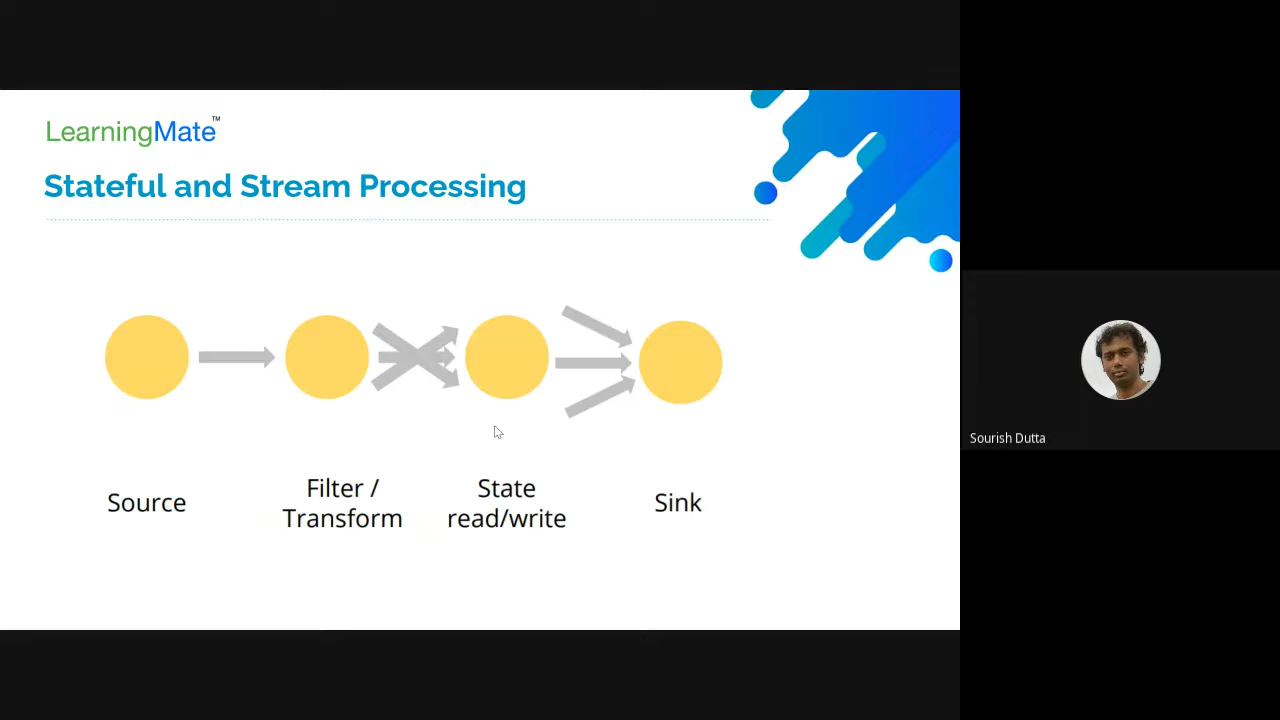 LearningMate™
Stateful and Stream Processing
Source
Filter /
Transform
State
read/write
Sink
Sourish Dutta